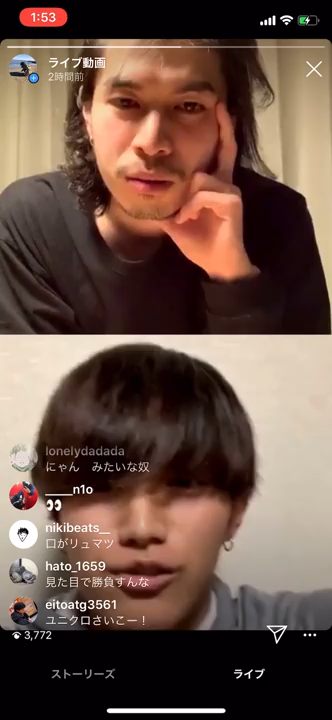 1:53
ライブ動画
2時間前
lonelydadada
にゃん　みたいな奴
____n1o
👀
nikibeats__
口がリュマツ
hato_1659
見た目で勝負すんな
eitoatg3561
ユニクロさいこー！
3,772
ストーリーズ
ライブ